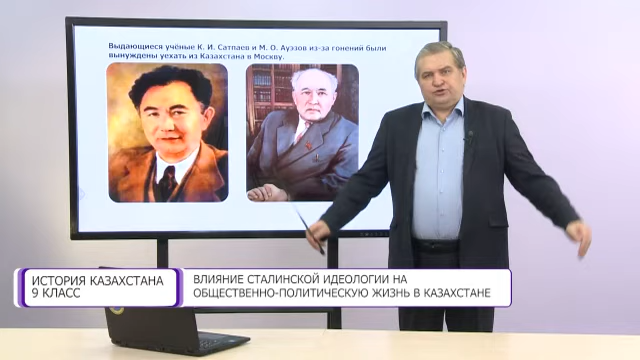 Выдающиеся учёные К. И. Сатпаев и М. О. Ауэзов из-за гонений были
вынуждены уехать из Казахстана в Москву.
ИСТОРИЯ КАЗАХСТАНА
9 КЛАСС
ВЛИЯНИЕ СТАЛИНСКОЙ ИДЕОЛОГИИ НА
ОБЩЕСТВЕННО-ПОЛИТИЧЕСКУЮ ЖИЗНЬ В КАЗАХСТАНЕ